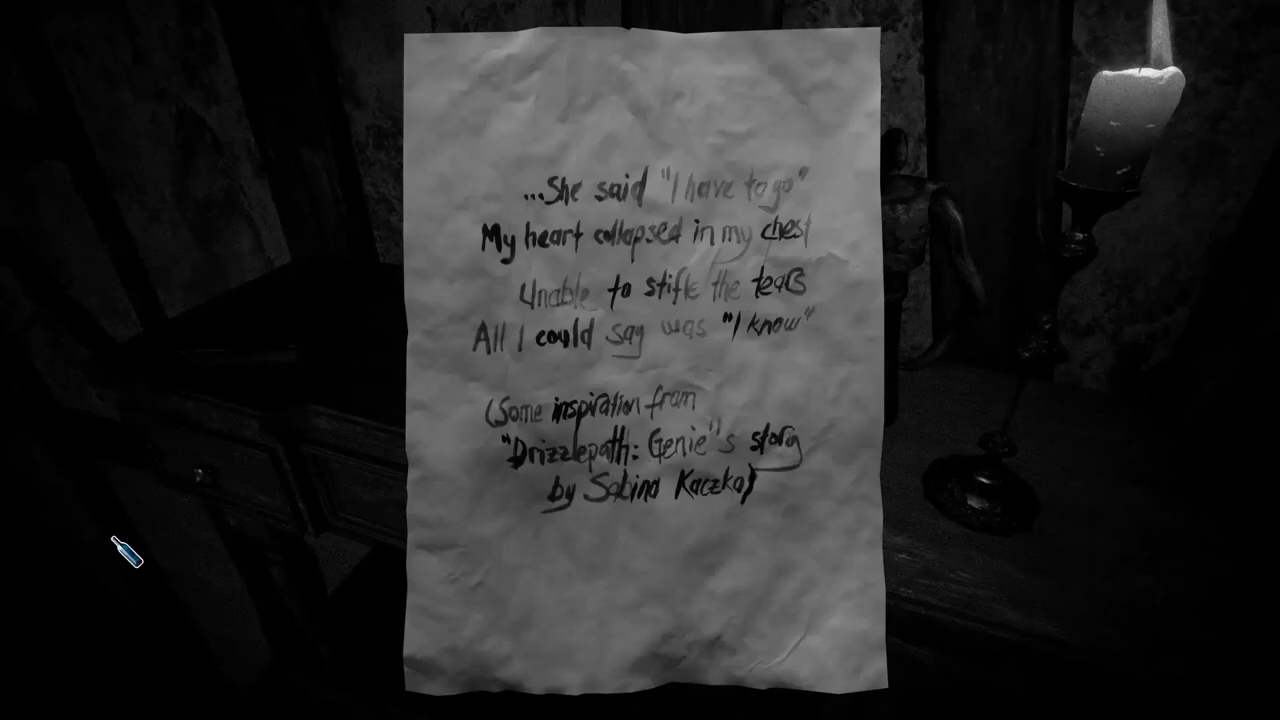 ...She said "I have to go"
My heart collapsed in my chest
Unable to stifle the tears
All I could say was "I know"
(Some inspiration from
"Drizzlepath: Genie"s story
by Sabina Kaczka)